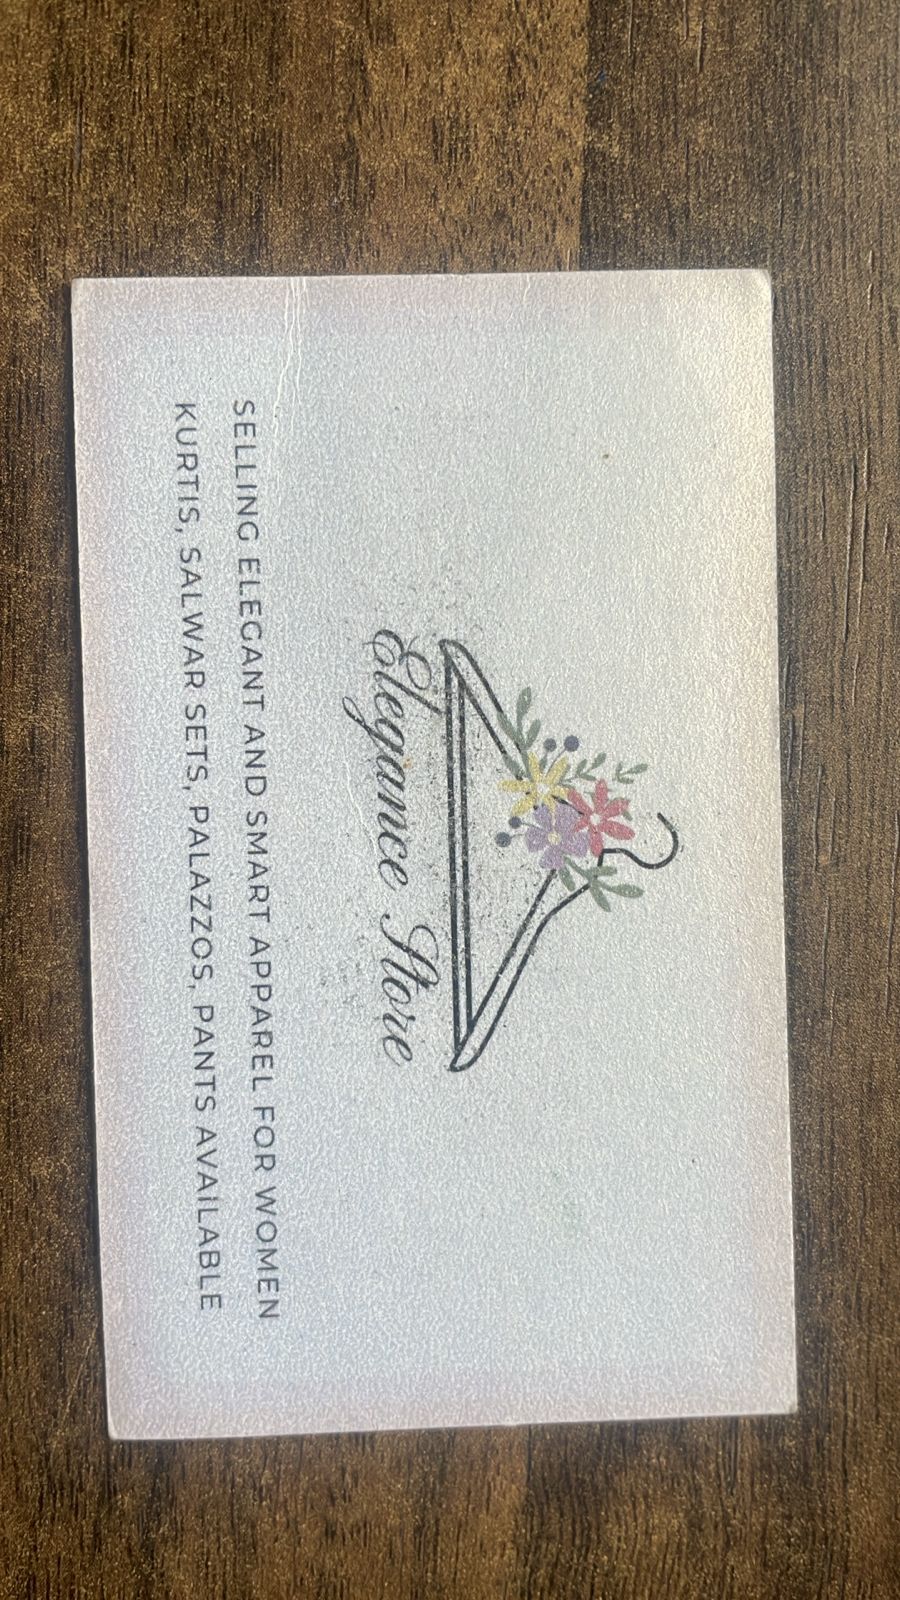 Elegance Store
SELLING ELEGANT AND SMART APPAREL FOR WOMEN
KURTIS, SALWAR SETS, PALAZZOS, PANTS AVAILABLE